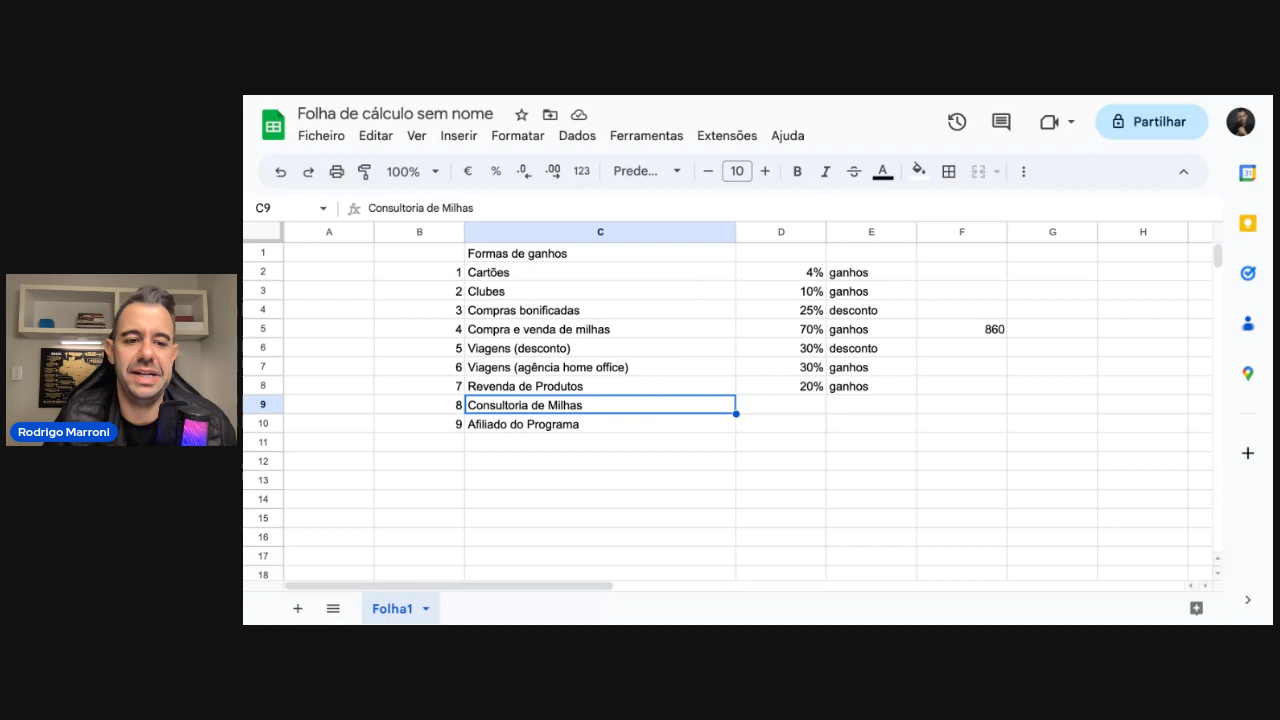 Folha de cálculo sem nome
Ficheiro Editar Ver Inserir Formatar Dados Ferramentas Extensões Ajuda
Partilhar
100% € % .0 .00 123 Prede... 10 B I S A
C9 fx Consultoria de Milhas
A B C D E F G H
1 Formas de ganhos
2 1 Cartões 4% ganhos
3 2 Clubes 10% ganhos
4 3 Compras bonificadas 25% desconto
5 4 Compra e venda de milhas 70% ganhos 860
6 5 Viagens (desconto) 30% desconto
7 6 Viagens (agência home office) 30% ganhos
8 7 Revenda de Produtos 20% ganhos
9 8 Consultoria de Milhas
10 9 Afiliado do Programa
11
12
13
14
15
16
17
18
Folha1
Rodrigo Marroni
31